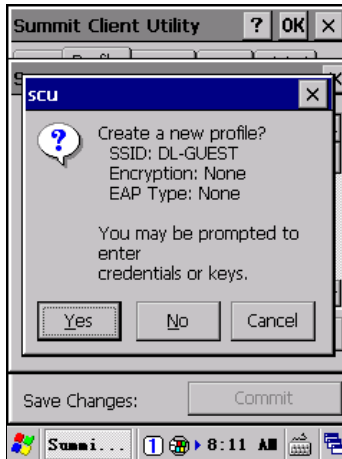 Summit Client Utility ? OK ×
S
scu ×
Create a new profile?
SSID: DL-GUEST
Encryption: None
EAP Type: None
You may be prompted to
enter
credentials or keys.
Yes No Cancel
Save Changes: Commit
Summi... 1 8:11 AM